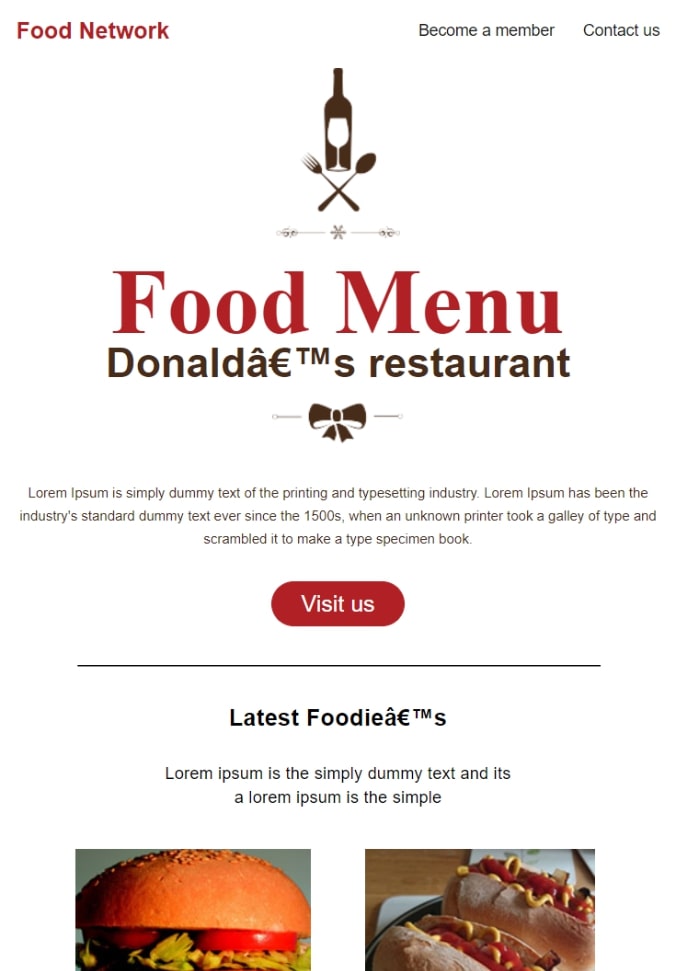 Food Network
Become a member
Contact us
Food Menu
Donaldâ€™s restaurant
Lorem Ipsum is simply dummy text of the printing and typesetting industry. Lorem Ipsum has been the
industry's standard dummy text ever since the 1500s, when an unknown printer took a galley of type and
scrambled it to make a type specimen book.
Visit us
Latest Foodieâ€™s
Lorem ipsum is the simply dummy text and its
a lorem ipsum is the simple